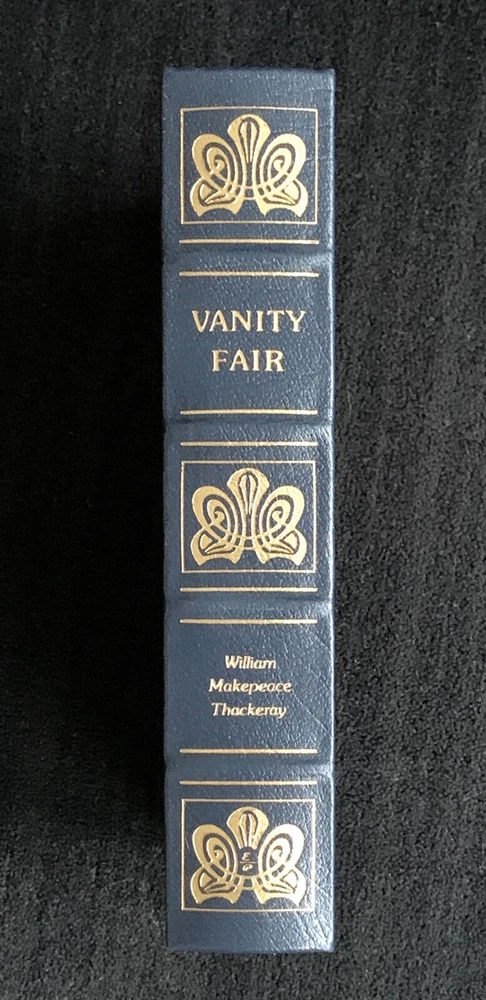 VANITY
FAIR
William
Makepeace
Thackeray
E
P